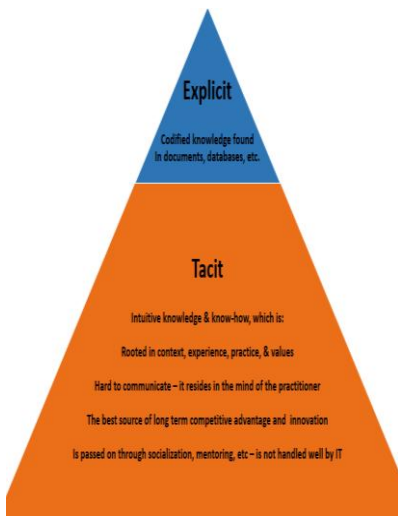 Explicit
Codified knowledge found
in documents, databases, etc.
Tacit
Intuitive knowledge & know-how, which is:
Rooted in context, experience, practice, & values
Hard to communicate – it resides in the mind of the practitioner
The best source of long term competitive advantage and innovation
Is passed on through socialization, mentoring, etc – is not handled well by IT